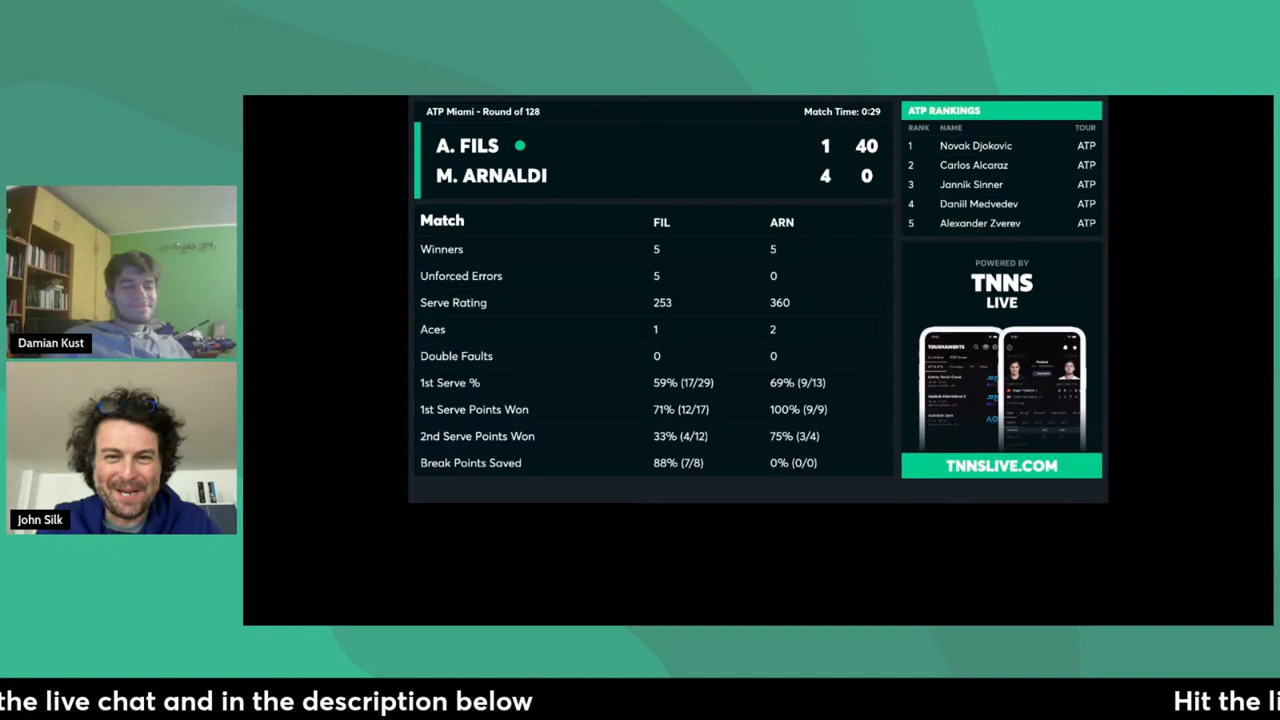 ATP Miami - Round of 128 Match Time: 0:29
A. FILS 1 40
M. ARNALDI 4 0
Match FIL ARN
Winners 5 5
Unforced Errors 5 0
Serve Rating 253 360
Aces 1 2
Double Faults 0 0
1st Serve % 59% (17/29) 69% (9/13)
1st Serve Points Won 71% (12/17) 100% (9/9)
2nd Serve Points Won 33% (4/12) 75% (3/4)
Break Points Saved 88% (7/8) 0% (0/0)
ATP RANKINGS
RANK NAME TOUR
1 Novak Djokovic ATP
2 Carlos Alcaraz ATP
3 Jannik Sinner ATP
4 Daniil Medvedev ATP
5 Alexander Zverev ATP
POWERED BY
TNNS
LIVE
TOURNAMENTS
TNNSLIVE.COM
Damian Kust
John Silk
the live chat and in the description below
Hit the li